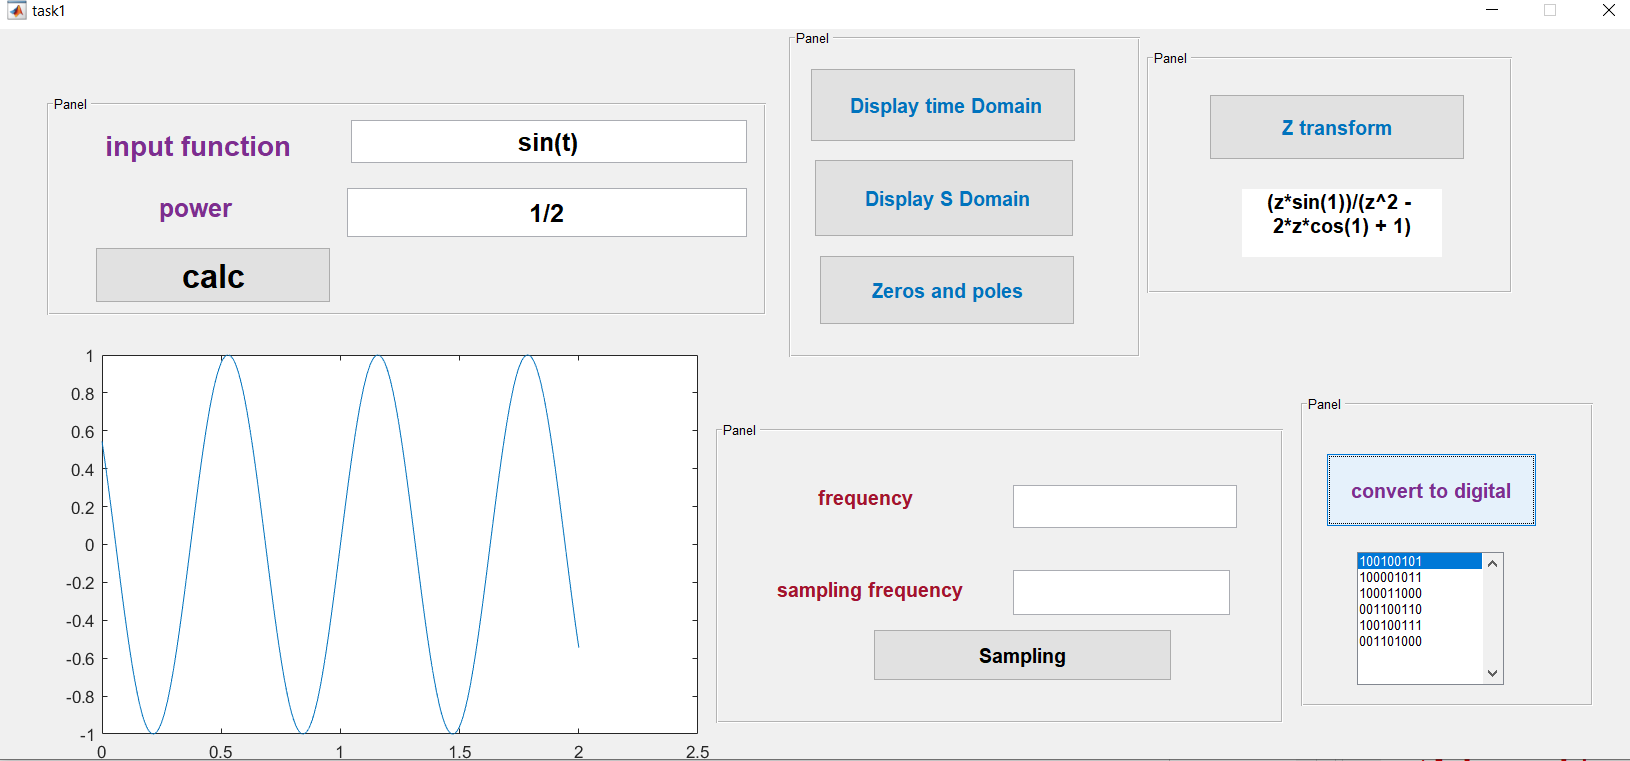 task1
Panel
input function
sin(t)
power
1/2
calc
Panel
Display time Domain
Display S Domain
Zeros and poles
Panel
Z transform
(z*sin(1))/(z^2 -
2*z*cos(1) + 1)
1
0.8
0.6
0.4
0.2
0
-0.2
-0.4
-0.6
-0.8
-1
0 0.5 1 1.5 2 2.5
Panel
frequency
sampling frequency
Sampling
Panel
convert to digital
100100101
100001011
100011000
001100110
100100111
001101000